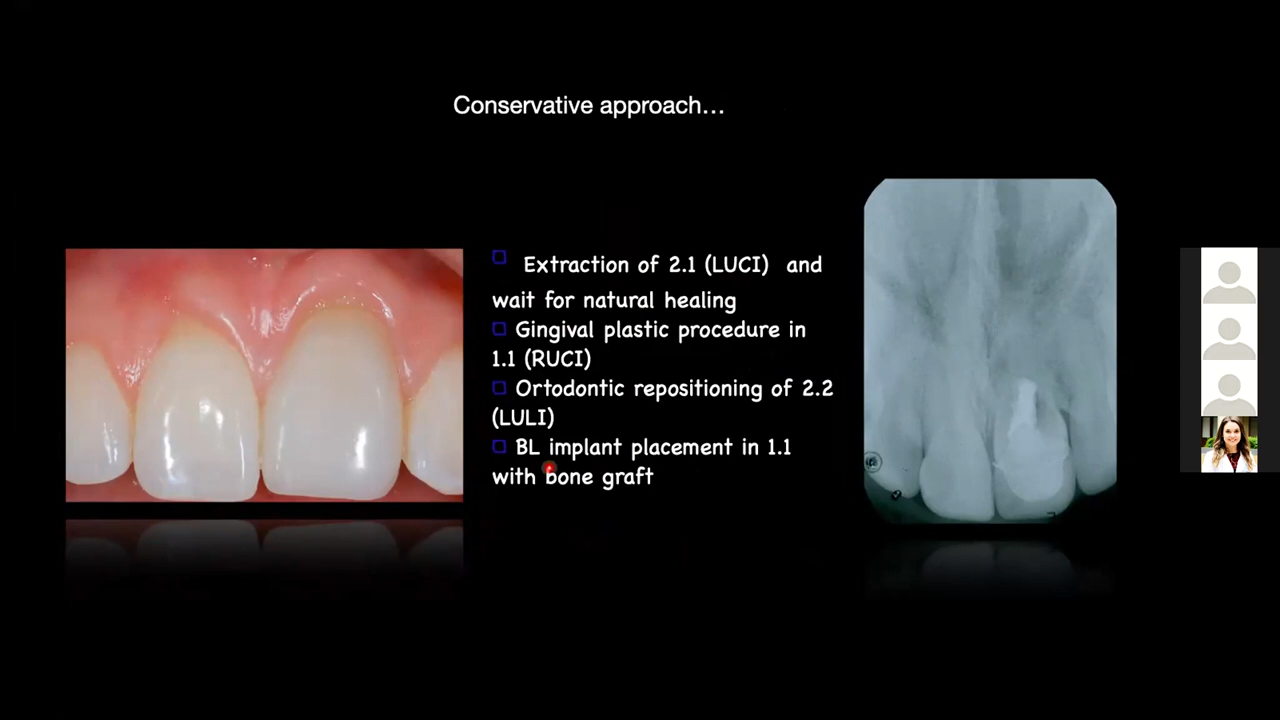 Conservative approach...
Extraction of 2.1 (LUCI) and
wait for natural healing
Gingival plastic procedure in
1.1 (RUCI)
Ortodontic repositioning of 2.2
(LULI)
BL implant placement in 1.1
with bone graft